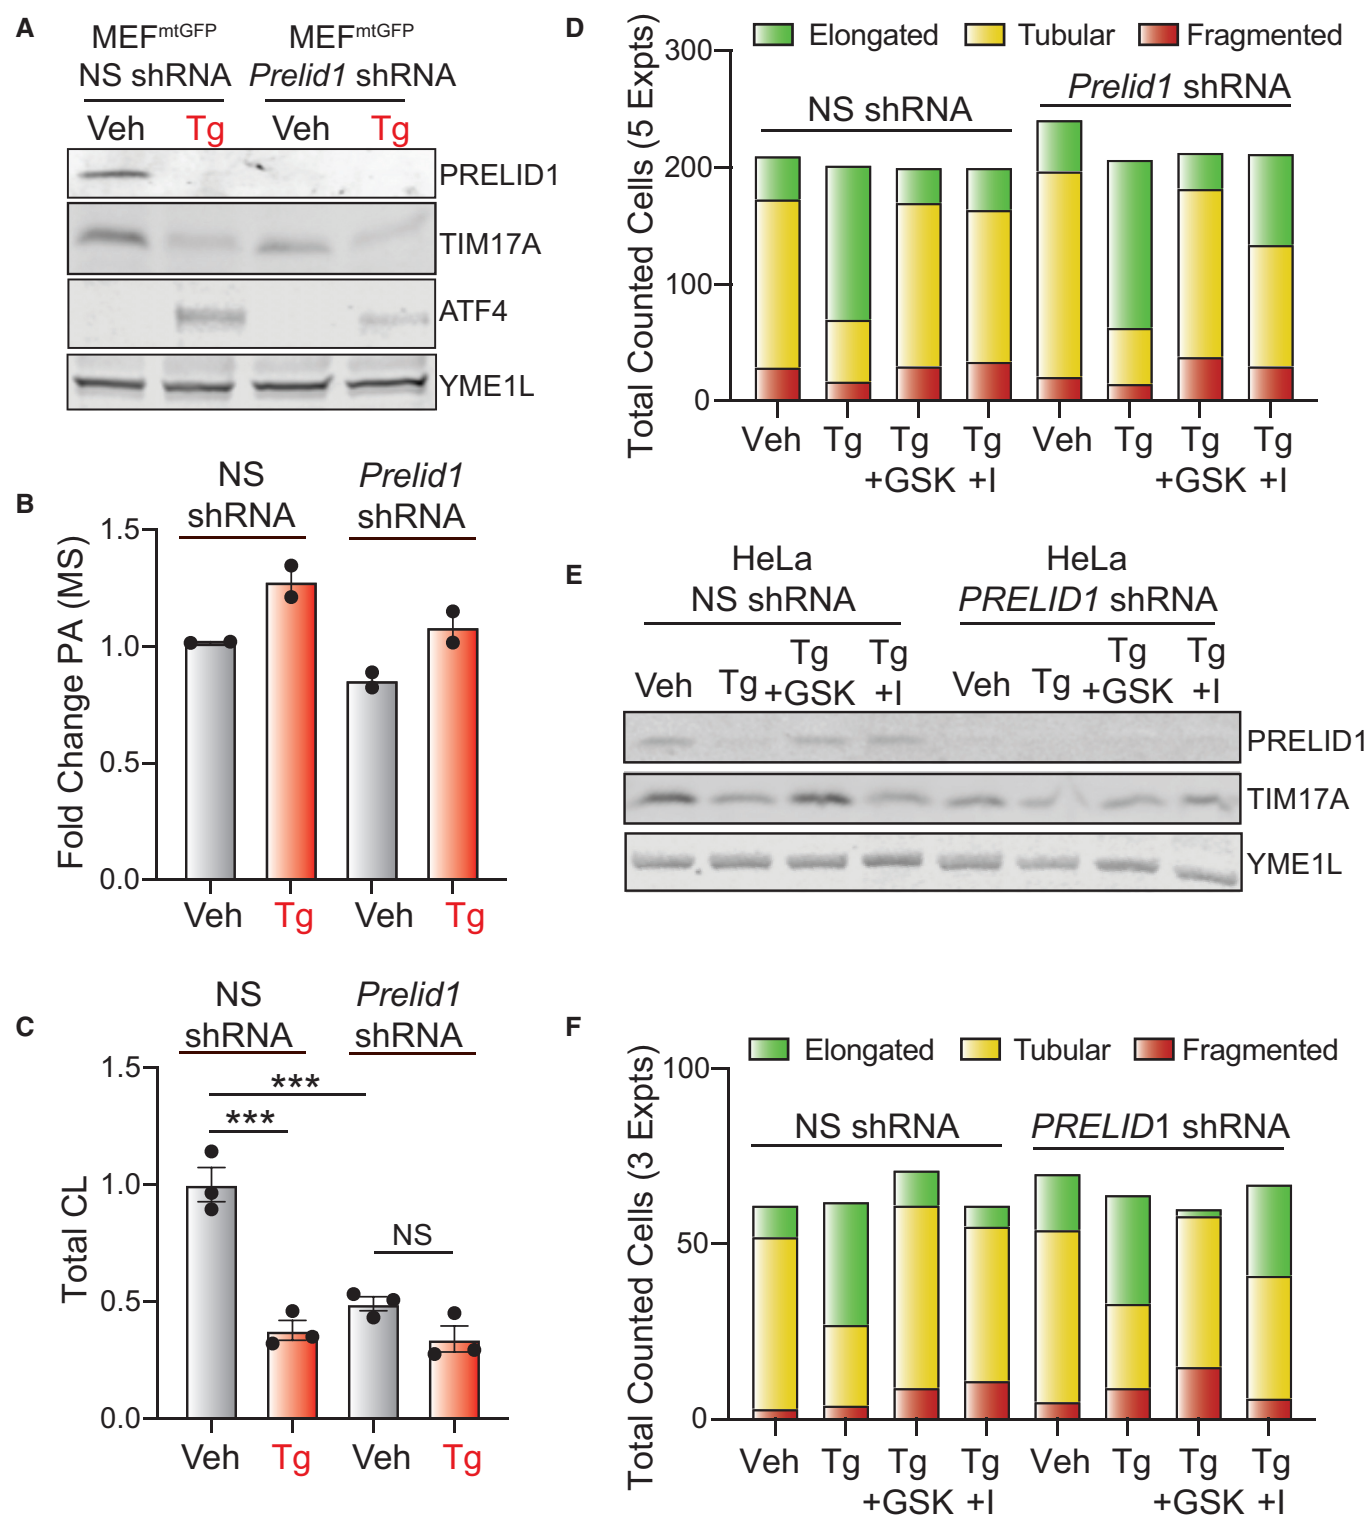 A
MEFmtGFP MEFmtGFP
NS shRNA Prelid1 shRNA
Veh Tg Veh Tg
PRELID1
TIM17A
ATF4
YME1L
B
NS Prelid1
shRNA shRNA
Fold Change PA (MS)
1.5
1.0
0.5
0.0
Veh Tg Veh Tg
C
NS Prelid1
shRNA shRNA
Total CL
1.5
1.0
0.5
0.0
***
***
NS
Veh Tg Veh Tg
D
Elongated Tubular Fragmented
NS shRNA Prelid1 shRNA
Total Counted Cells (5 Expts)
300
200
100
0
Veh Tg Tg Tg Veh Tg Tg Tg
+GSK +I +GSK +I
E
HeLa HeLa
NS shRNA PRELID1 shRNA
Veh Tg Tg +GSK Tg +I Veh Tg Tg +GSK Tg +I
PRELID1
TIM17A
YME1L
F
Elongated Tubular Fragmented
NS shRNA PRELID1 shRNA
Total Counted Cells (3 Expts)
100
50
0
Veh Tg Tg Tg Veh Tg Tg Tg
+GSK +I +GSK +I